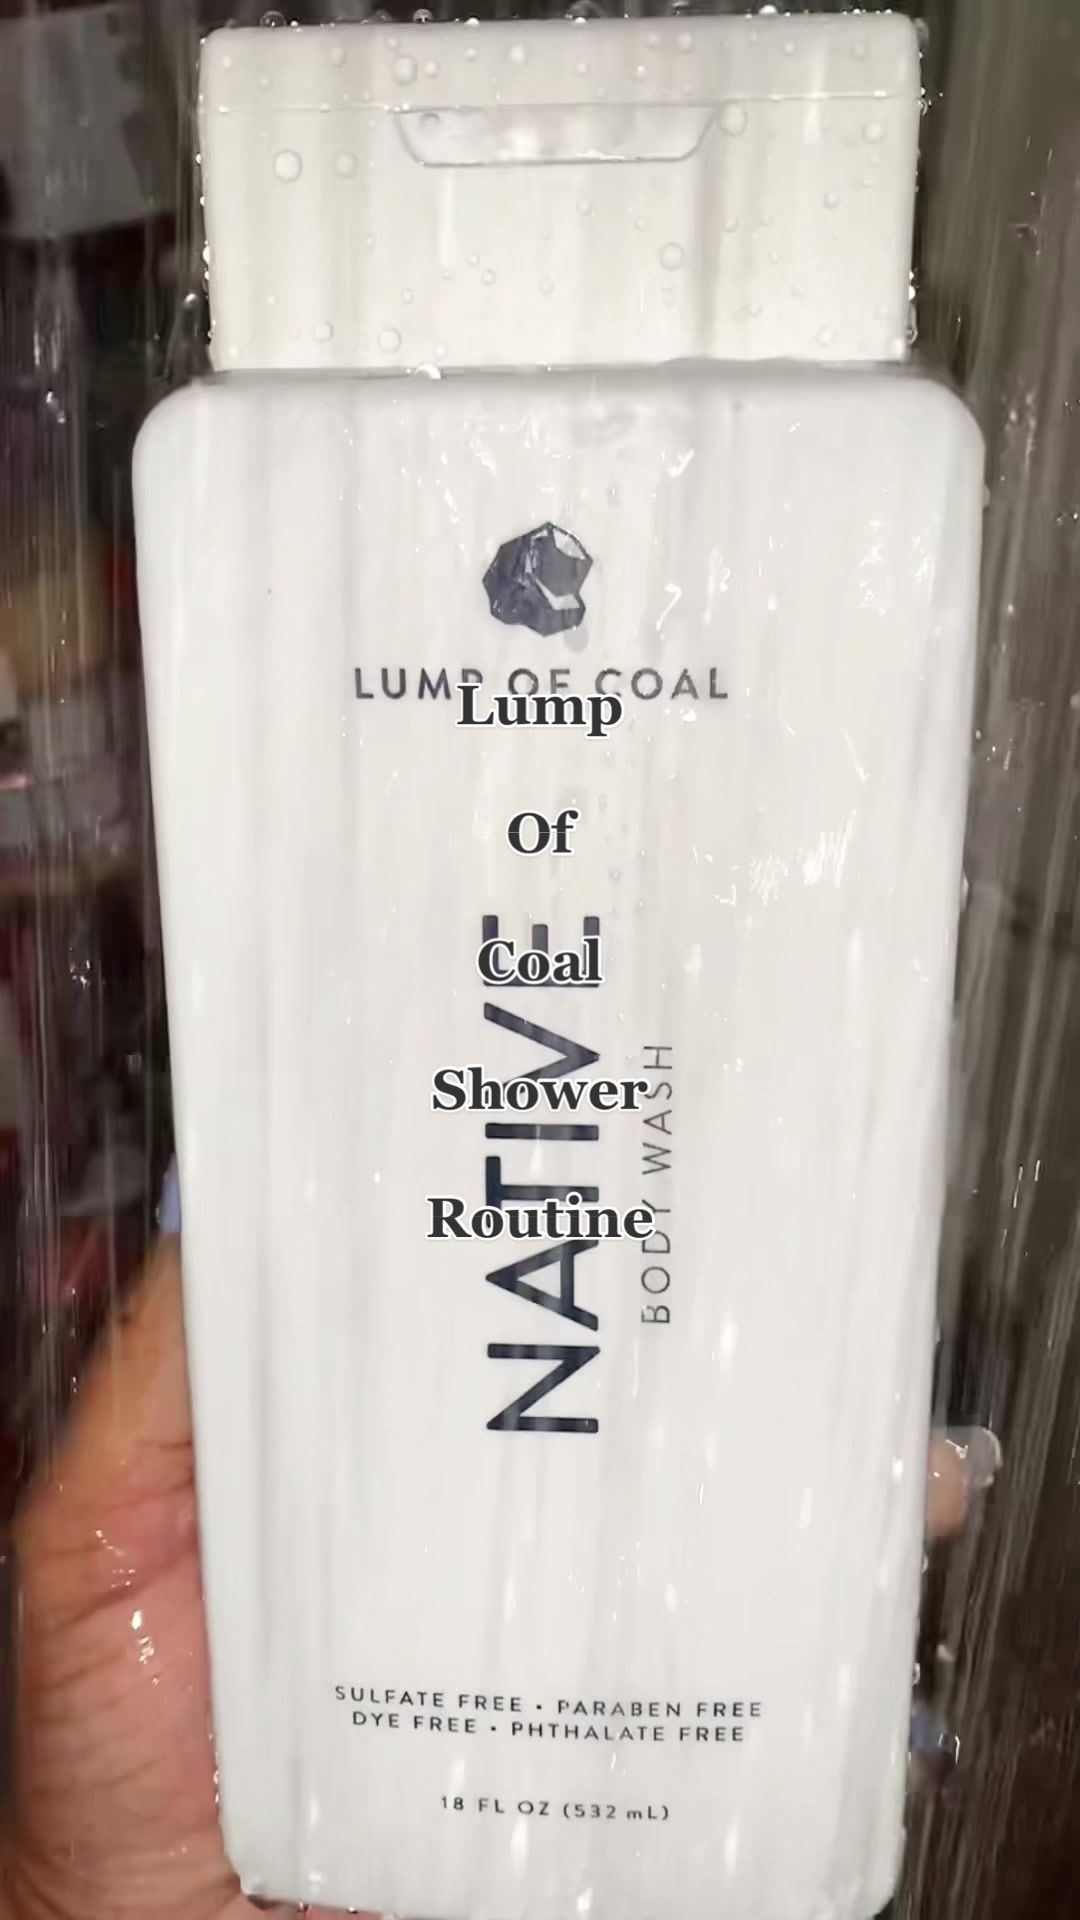 LUMP OF COAL
Lump
Of
Coal
Shower
Routine
NATIVE
BODY WASH
SULFATE FREE • PARABEN FREE
DYE FREE • PHTHALATE FREE
18 FL OZ (532 mL)